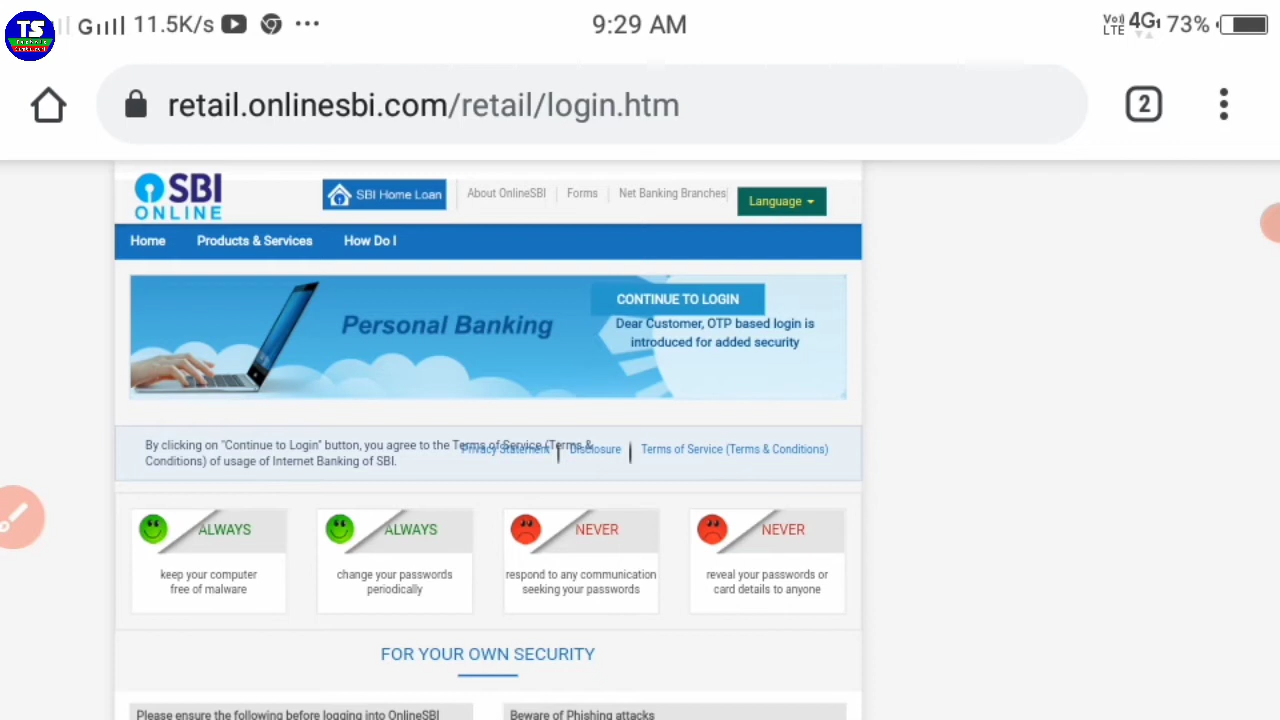 TS
11.5K/s
9:29 AM
Vo))
LTE
4G
73%
retail.onlinesbi.com/retail/login.htm
2
SBI
ONLINE
SBI Home Loan
About OnlineSBI
Forms
Net Banking Branches
Language
Home
Products & Services
How Do I
Personal Banking
CONTINUE TO LOGIN
Dear Customer, OTP based login is
introduced for added security
By clicking on "Continue to Login" button, you agree to the Terms of Service (Terms &
Conditions) of usage of Internet Banking of SBI.
Privacy Statement
Disclosure
Terms of Service (Terms & Conditions)
ALWAYS
keep your computer
free of malware
ALWAYS
change your passwords
periodically
NEVER
respond to any communication
seeking your passwords
NEVER
reveal your passwords or
card details to anyone
FOR YOUR OWN SECURITY
Please ensure the following before logging into OnlineSBI
Beware of Phishing attacks